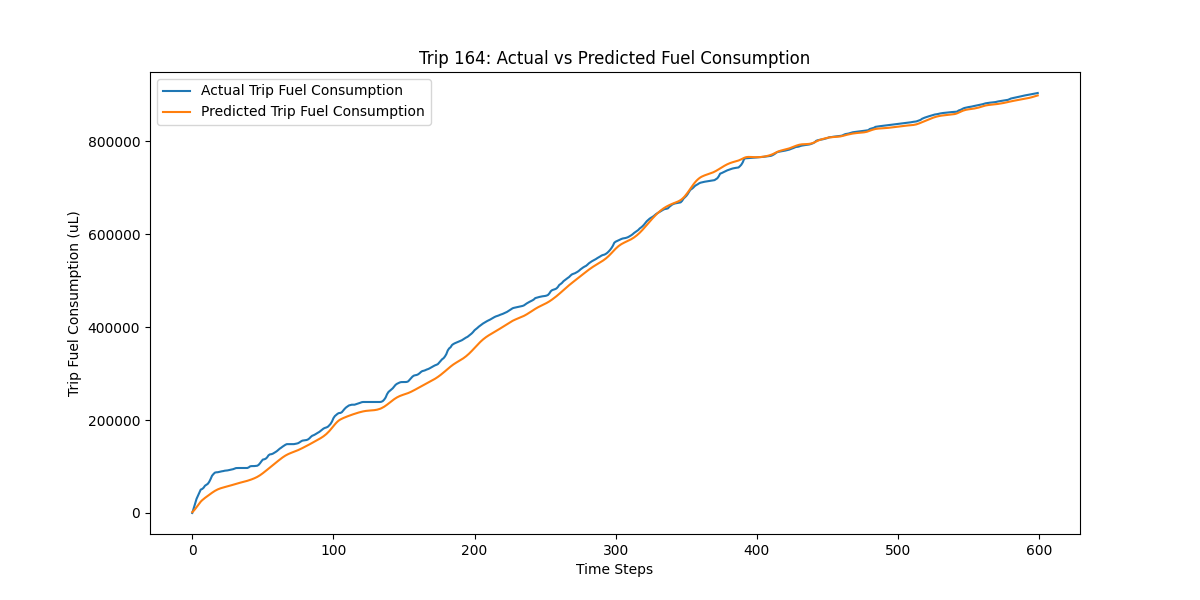 Trip 164: Actual vs Predicted Fuel Consumption
Actual Trip Fuel Consumption
Predicted Trip Fuel Consumption
Trip Fuel Consumption (uL)
800000
600000
400000
200000
0
0 100 200 300 400 500 600
Time Steps